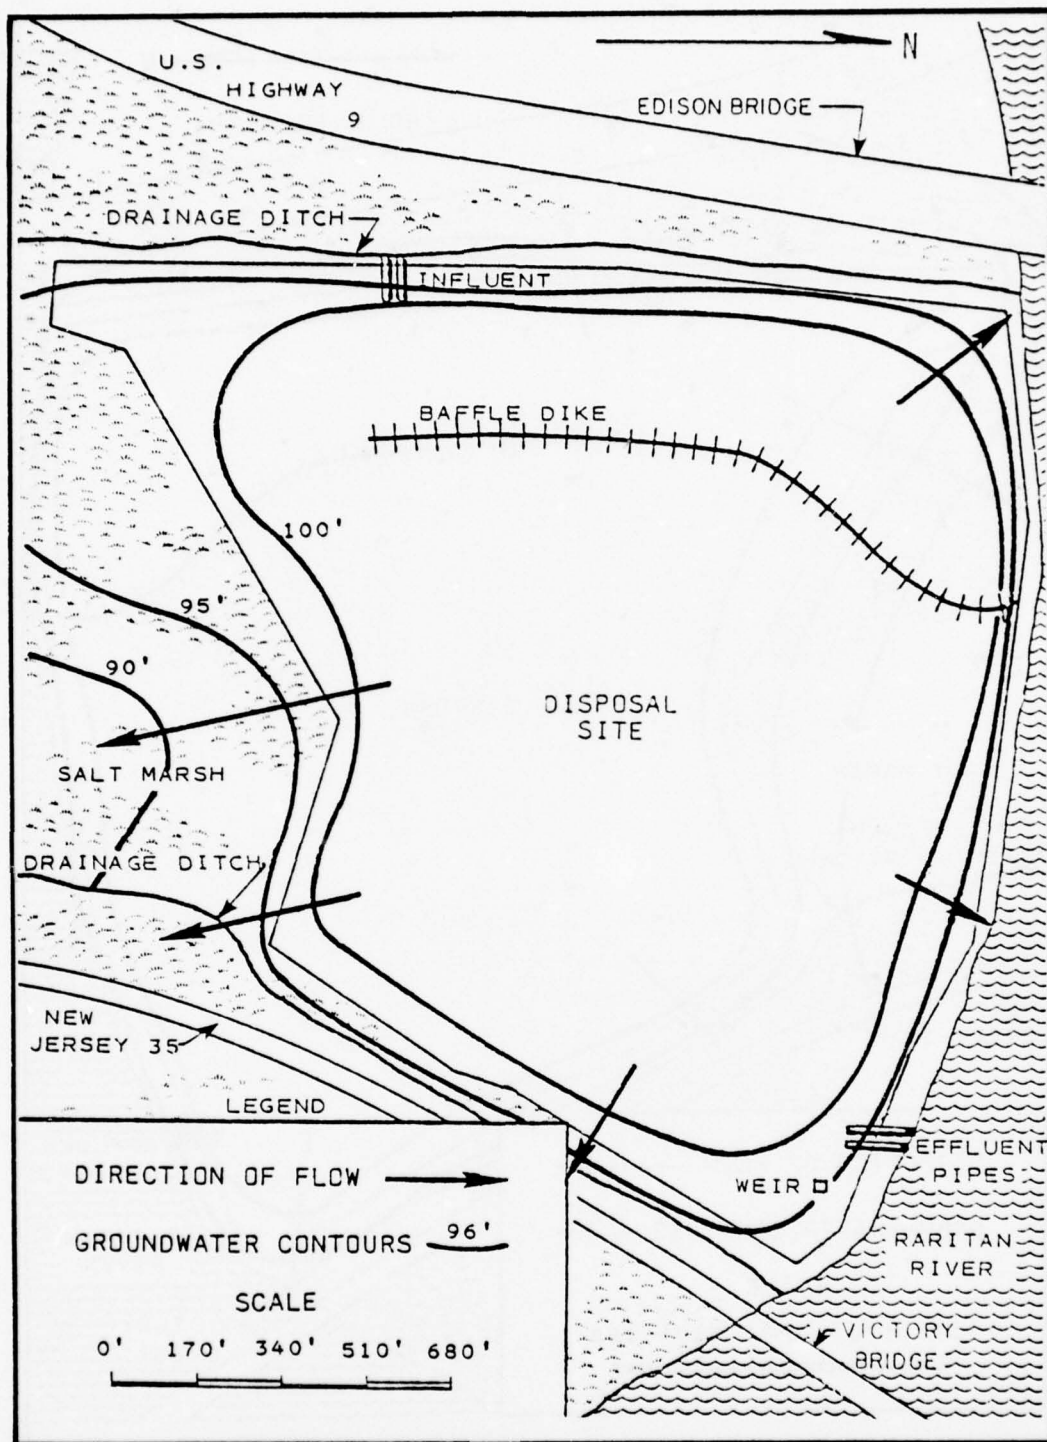 N
U.S.
HIGHWAY
9
EDISON BRIDGE
DRAINAGE DITCH
INFLUENT
BAFFLE DIKE
100'
95'
90'
DISPOSAL
SITE
SALT MARSH
DRAINAGE DITCH
NEW
JERSEY 35
LEGEND
DIRECTION OF FLOW
GROUNDWATER CONTOURS 96'
SCALE
0' 170' 340' 510' 680'
WEIR
EFFLUENT
PIPES
RARITAN
RIVER
VICTORY
BRIDGE